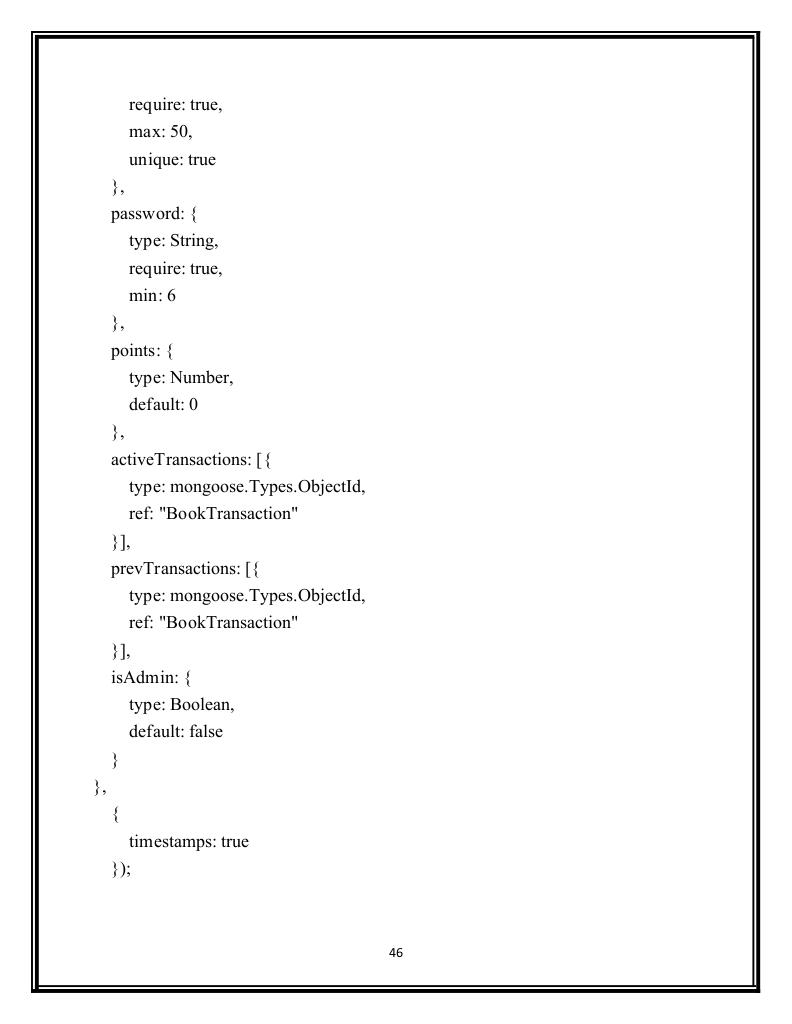 require: true,
max: 50,
unique: true
},
password: {
type: String,
require: true,
min: 6
},
points: {
type: Number,
default: 0
},
activeTransactions: [{
type: mongoose.Types.ObjectId,
ref: "BookTransaction"
}],
prevTransactions: [{
type: mongoose.Types.ObjectId,
ref: "BookTransaction"
}],
isAdmin: {
type: Boolean,
default: false
}
},
{
timestamps: true
});
46